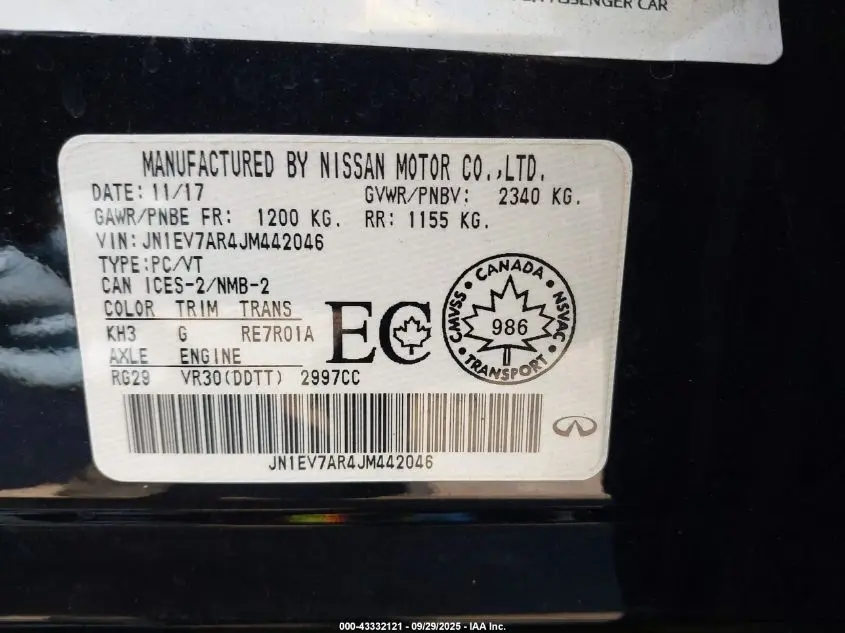 PASSENGER CAR
MANUFACTURED BY NISSAN MOTOR CO.,LTD.
DATE: 11/17 GVWR/PNBV: 2340 KG.
GAWR/PNBE FR: 1200 KG. RR: 1155 KG.
VIN:JN1EV7AR4JM442046
TYPE:PC/VT
CAN ICES-2/NMB-2
COLOR TRIM TRANS
KH3 G RE7R01A
AXLE ENGINE
RG29 VR30(DDTT) 2997CC
EC
CANADA
CMVSS 986 NSVAC
TRANSPORT
JN1EV7AR4JM442046
000-43332121 - 09/29/2025 - IAA Inc.